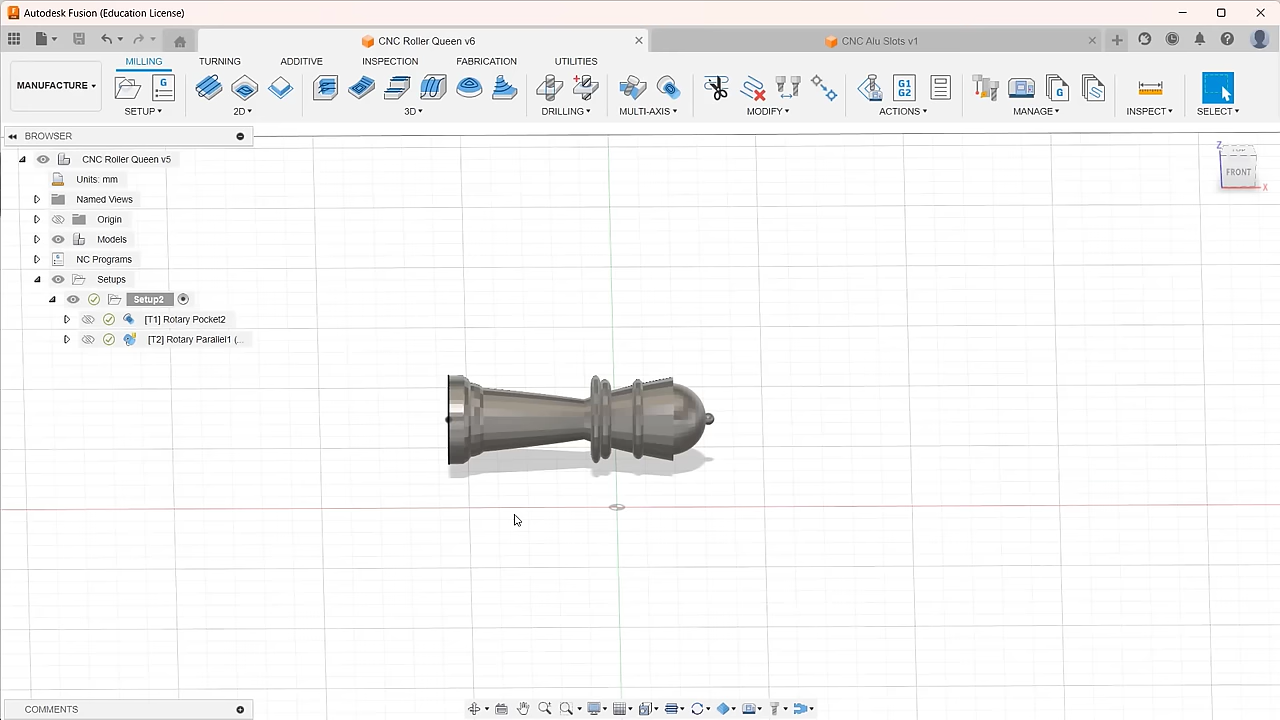 Autodesk Fusion (Education License)
CNC Roller Queen v6
CNC Alu Slots v1
MILLING TURNING ADDITIVE INSPECTION FABRICATION UTILITIES
MANUFACTURE
G
G1
G2
G
SETUP 2D 3D DRILLING MULTI-AXIS MODIFY ACTIONS MANAGE INSPECT SELECT
BROWSER
CNC Roller Queen v5
Units: mm
Named Views
Origin
Models
NC Programs
Setups
Setup2
[T1] Rotary Pocket2
[T2] Rotary Parallel1 (...
Z
FRONT
X
COMMENTS